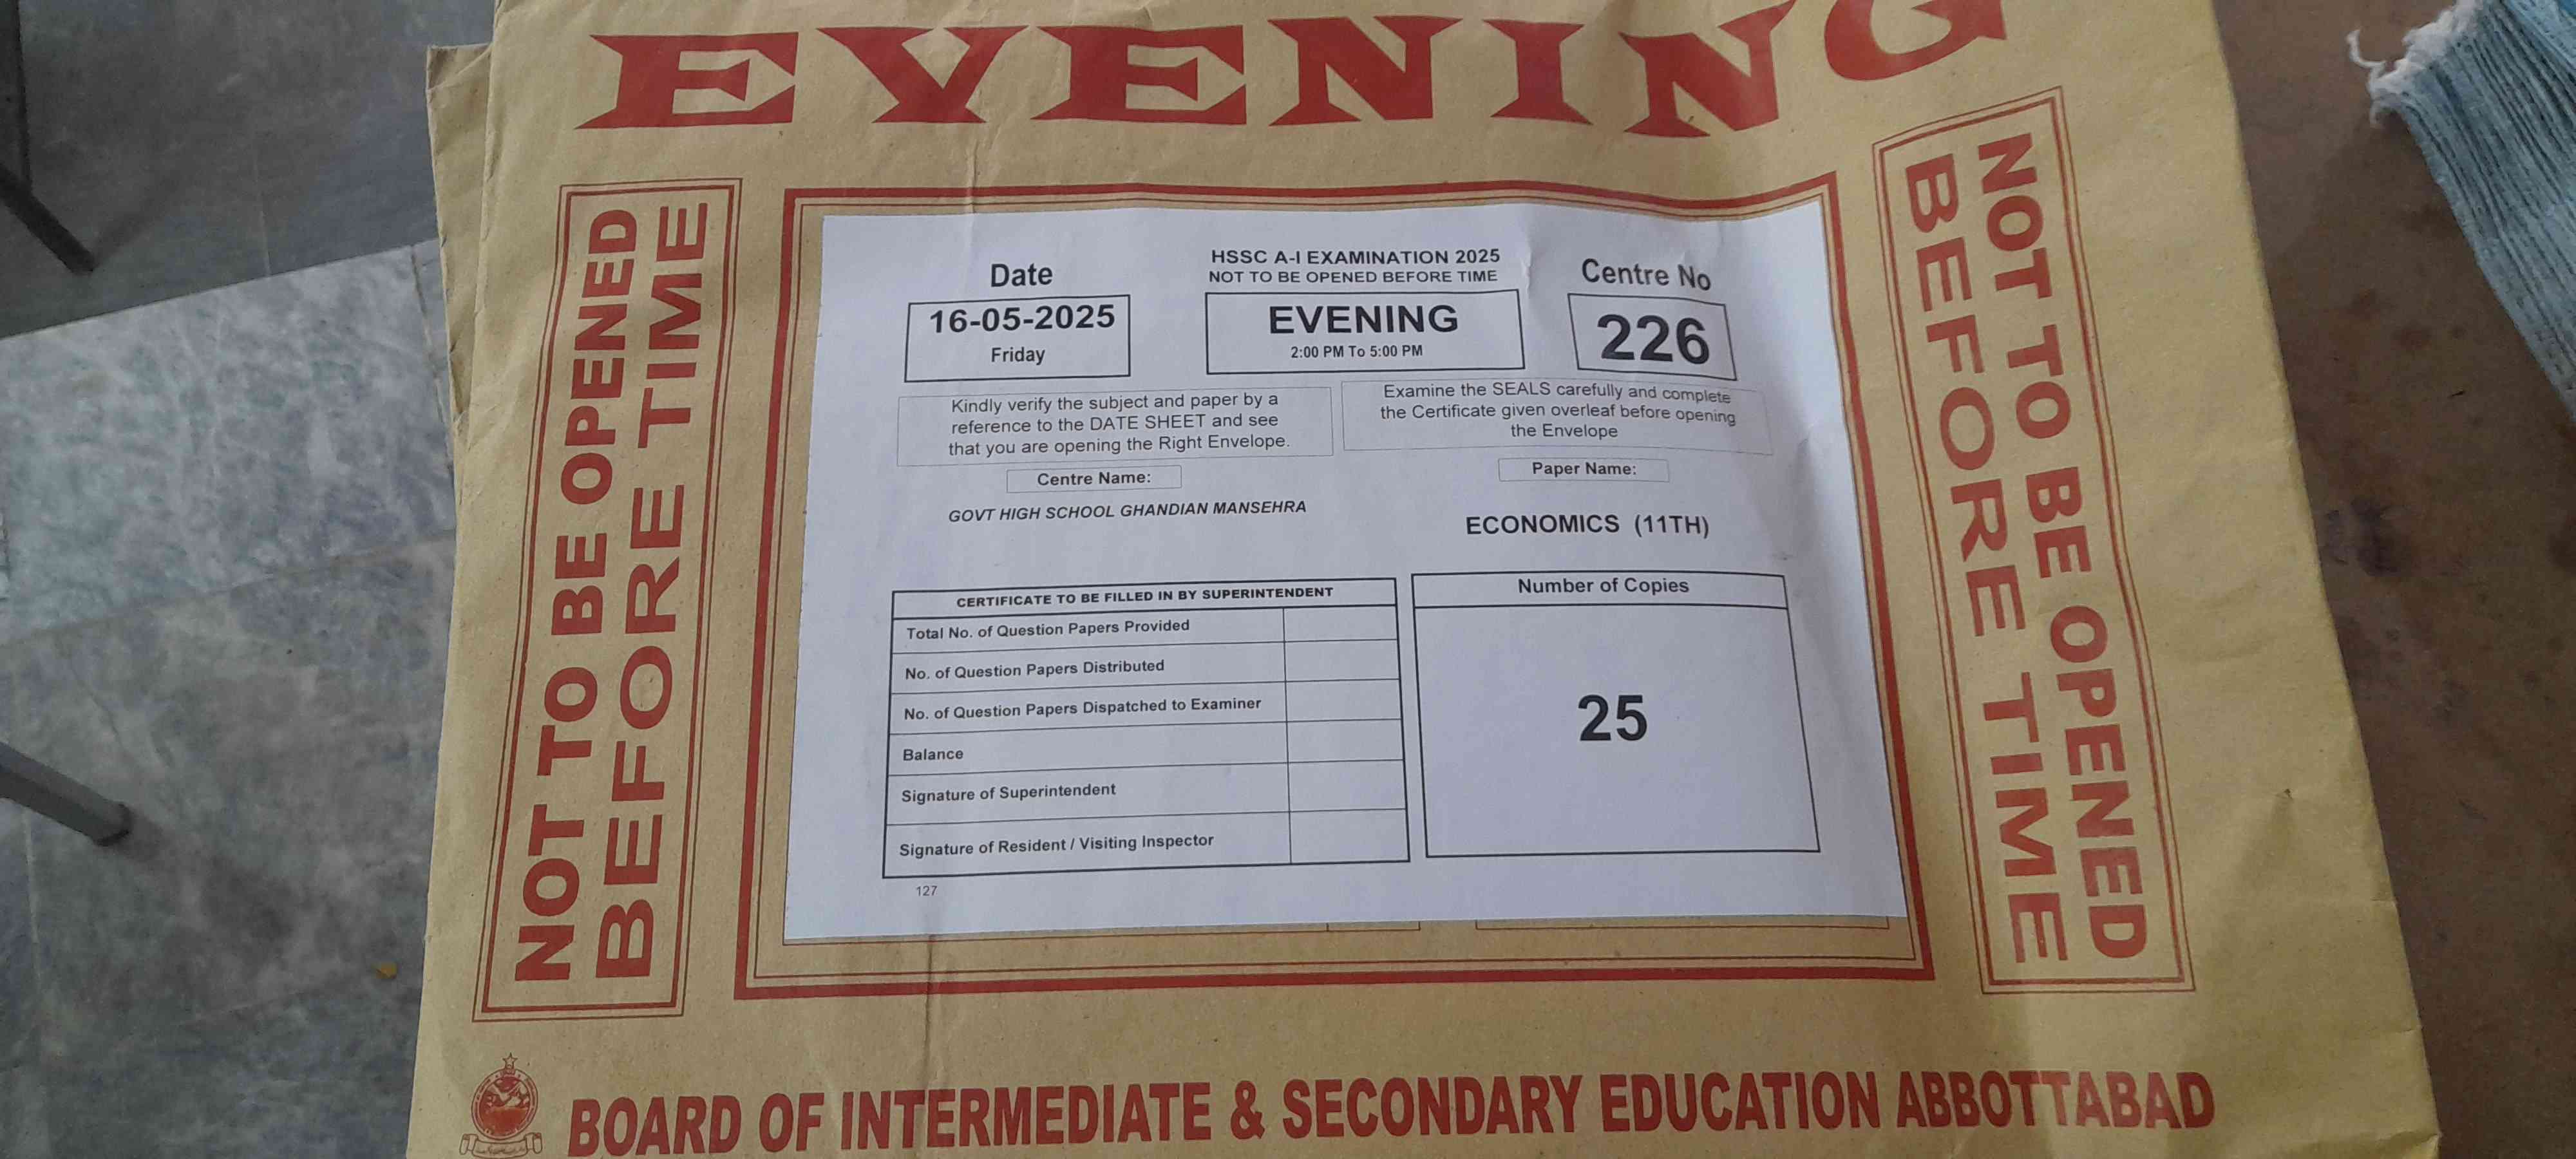 EVENING
NOT TO BE OPENED
BEFORE TIME
Date
16-05-2025
Friday
HSSC A-I EXAMINATION 2025
NOT TO BE OPENED BEFORE TIME
EVENING
2:00 PM To 5:00 PM
Centre No
226
Kindly verify the subject and paper by a
reference to the DATE SHEET and see
that you are opening the Right Envelope.
Examine the SEALS carefully and complete
the Certificate given overleaf before opening
the Envelope
Centre Name:
GOVT HIGH SCHOOL GHANDIAN MANSEHRA
Paper Name:
ECONOMICS (11TH)
CERTIFICATE TO BE FILLED IN BY SUPERINTENDENT
Total No. of Question Papers Provided
No. of Question Papers Distributed
No. of Question Papers Dispatched to Examiner
Balance
Signature of Superintendent
Signature of Resident / Visiting Inspector
Number of Copies
25
127
NOT TO BE OPENED
BEFORE TIME
BOARD OF INTERMEDIATE & SECONDARY EDUCATION ABBOTTABAD